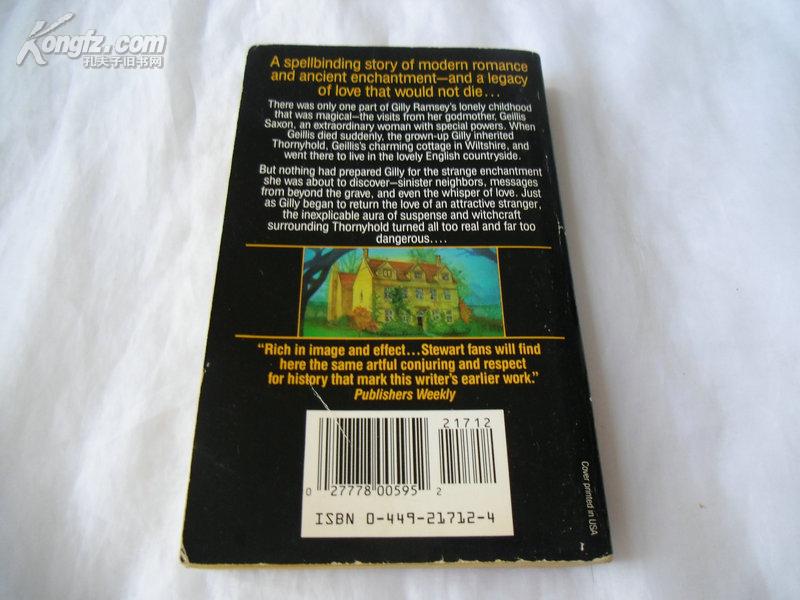 Kongfz.com
孔夫子旧书网
A spellbinding story of modern romance
and ancient enchantment—and a legacy
of love that would not die...
There was only one part of Gilly Ramsey's lonely childhood
that was magical—the visits from her godmother, Geillis
Saxon, an extraordinary woman with special powers. When
Geillis died suddenly, the grown-up Gilly inherited
Thornyhold, Geillis's charming cottage in Wiltshire, and
went there to live in the lovely English countryside.
But nothing had prepared Gilly for the strange enchantment
she was about to discover—sinister neighbors, messages
from beyond the grave, and even the whisper of love. Just
as Gilly began to return the love of an attractive stranger,
the inexplicable aura of suspense and witchcraft
surrounding Thornyhold turned all too real and far too
dangerous....
"Rich in image and effect...Stewart fans will find
here the same artful conjuring and respect
for history that mark this writer's earlier work."
Publishers Weekly
21712
0 27778 00595 2
ISBN 0-449-21712-4
Cover printed in USA